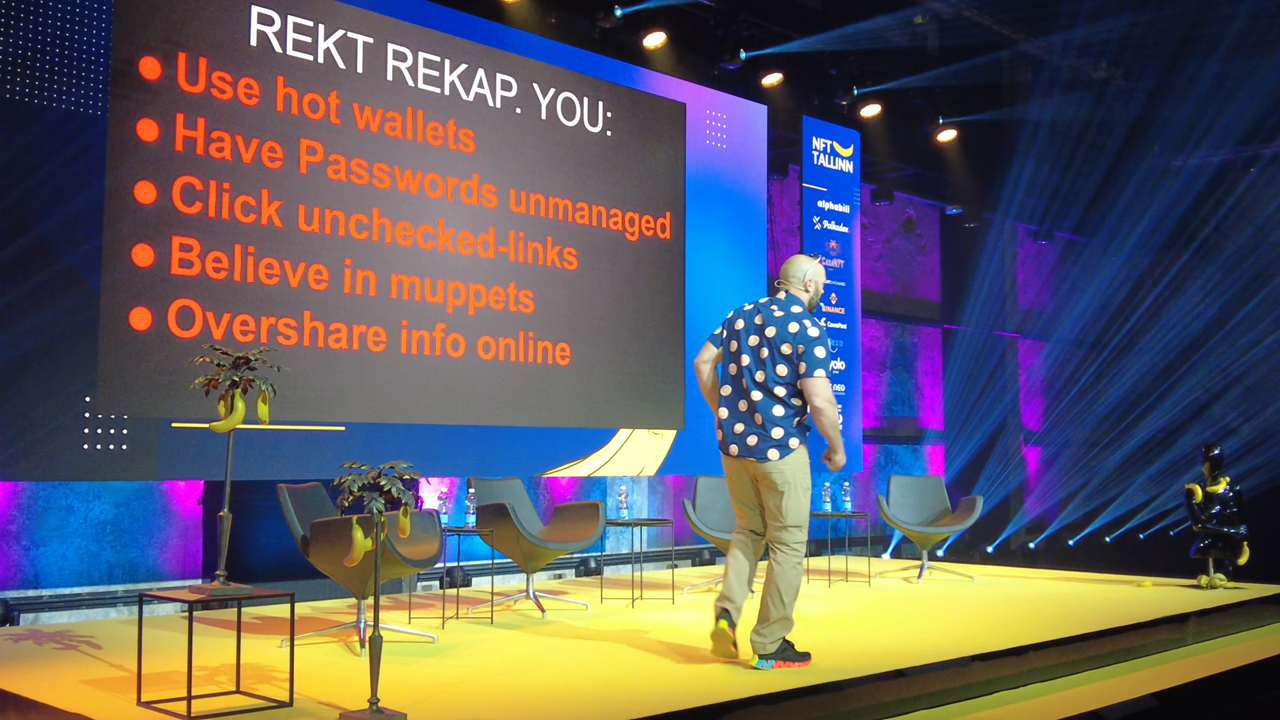 REKT REKAP. YOU:
● Use hot wallets
● Have Passwords unmanaged
● Click unchecked-links
● Believe in muppets
● Overshare info online
NFT
TALLINN
alphabill
Polkadex
BINANCE
yolo